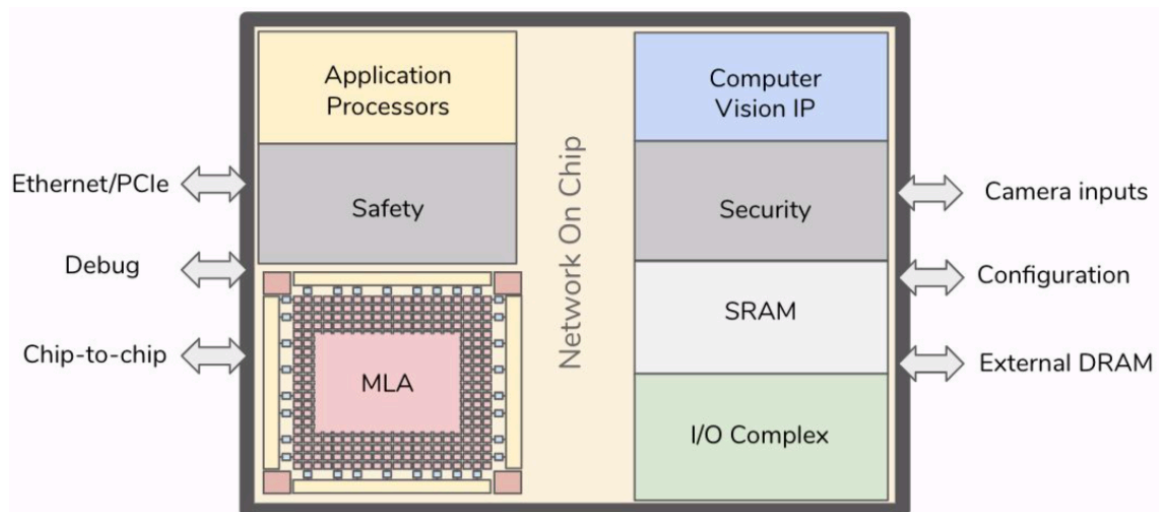 Application
Processors
Computer
Vision IP
Ethernet/PCIe
Safety
Network On Chip
Security
Camera inputs
Debug
Configuration
SRAM
Chip-to-chip
MLA
External DRAM
I/O Complex